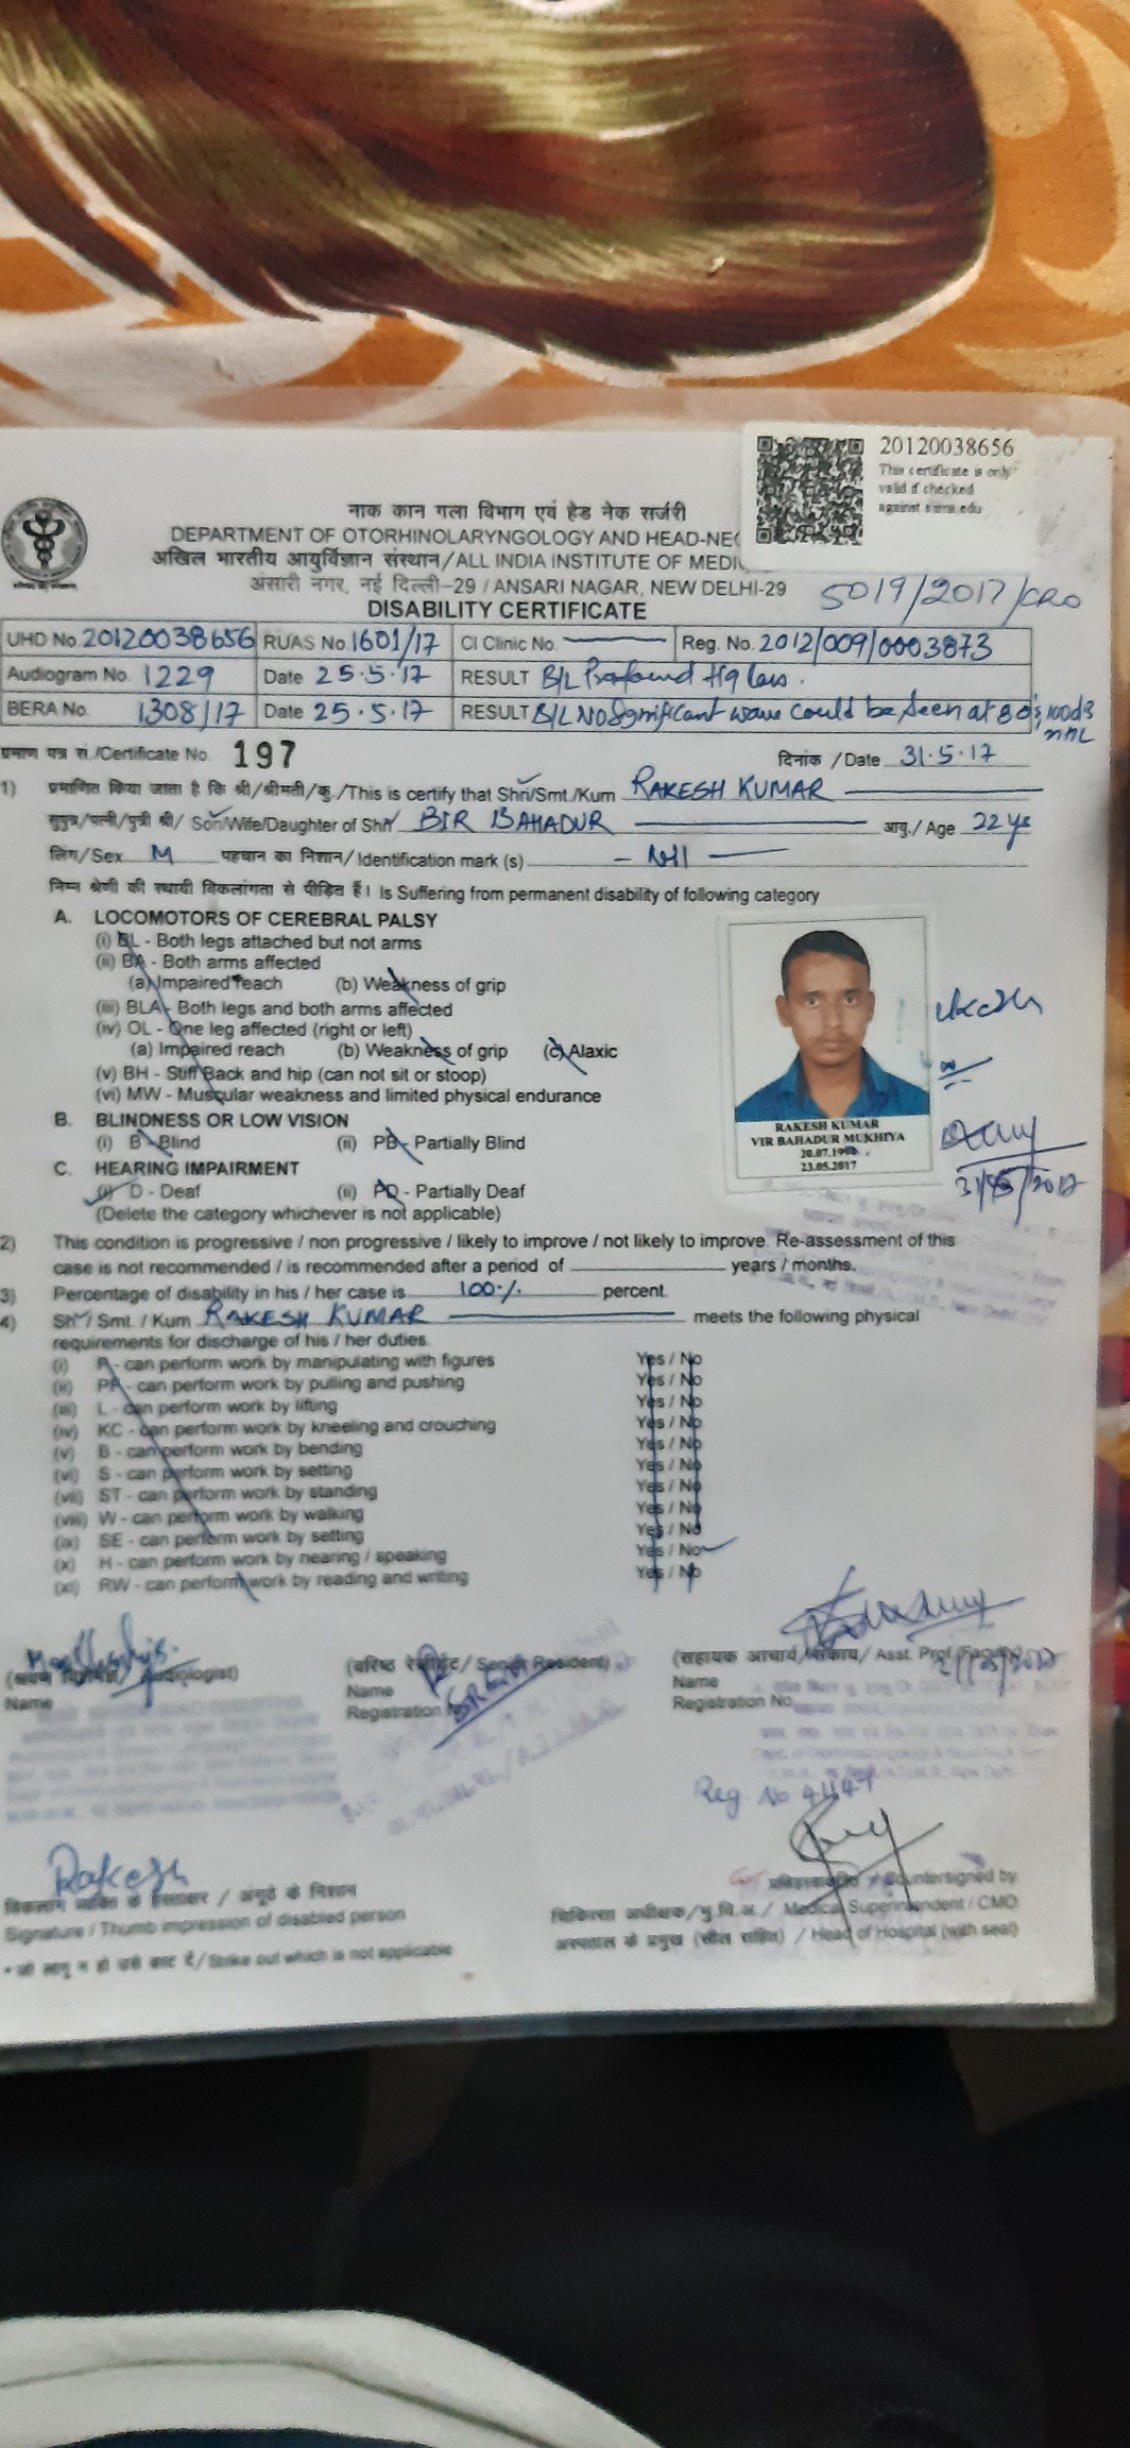 20120038656
This certificate is only
valid if checked
against aiims.edu
नाक कान गला विभाग एवं हेड नेक सर्जरी
DEPARTMENT OF OTORHINOLARYNGOLOGY AND HEAD-NEC
अखिल भारतीय आयुर्विज्ञान संस्थान/ALL INDIA INSTITUTE OF MEDI
अंसारी नगर, नई दिल्ली-29 / ANSARI NAGAR, NEW DELHI-29
5019/2017/CRO
DISABILITY CERTIFICATE
UHD No. 20120038656 RUAS No. 1601/17 CI Clinic No. Reg. No. 2012/009/0003873
Audiogram No. 1229 Date 25.5.17 RESULT B/L Profound Hg loss.
BERA No. 1308/17 Date 25.5.17 RESULT B/L No Significant wave could be seen at 80, 100dB
nHL
प्रमाण पत्र सं./Certificate No. 197 दिनांक /Date 31.5.17
1) प्रमाणित किया जाता है कि श्री/श्रीमती/कु./This is certify that Shri/Smt./Kum RAKESH KUMAR
सुपुत्र/पत्नी/पुत्री श्री/ Son/Wife/Daughter of Shri BIR BAHADUR आयु./ Age 22 ys
लिंग/Sex M पहचान का निशान/ Identification mark (s) - Nil
निम्न श्रेणी की स्थायी विकलांगता से पीड़ित हैं। Is Suffering from permanent disability of following category
A. LOCOMOTORS OF CEREBRAL PALSY
(i) BL - Both legs attached but not arms
(ii) BA - Both arms affected
(a) Impaired reach (b) Weakness of grip
(iii) BLA - Both legs and both arms affected
(iv) OL - One leg affected (right or left)
(a) Impaired reach (b) Weakness of grip (c) Alaxic
(v) BH - Stiff Back and hip (can not sit or stoop)
(vi) MW - Muscular weakness and limited physical endurance
B. BLINDNESS OR LOW VISION
(i) B - Blind (ii) PB - Partially Blind
C. HEARING IMPAIRMENT
(i) D - Deaf (ii) PD - Partially Deaf
(Delete the category whichever is not applicable)
RAKESH KUMAR
VIR BAHADUR MUKHIYA
23.05.2017
2) This condition is progressive / non progressive / likely to improve / not likely to improve. Re-assessment of this
case is not recommended / is recommended after a period of years / months.
3) Percentage of disability in his / her case is 100% percent.
4) Sh / Smt. / Kum RAKESH KUMAR meets the following physical
requirements for discharge of his / her duties.
(i) F - can perform work by manipulating with figures Yes / No
(ii) PP - can perform work by pulling and pushing Yes / No
(iii) L - can perform work by lifting Yes / No
(iv) KC - can perform work by kneeling and crouching Yes / No
(v) B - can perform work by bending Yes / No
(vi) S - can perform work by setting Yes / No
(vii) ST - can perform work by standing Yes / No
(viii) W - can perform work by walking Yes / No
(ix) SE - can perform work by setting Yes / No
(x) H - can perform work by nearing / speaking Yes / No
(xi) RW - can perform work by reading and writing Yes / No
Audiologist)
Name
(वरिष्ठ रेजीडेंट/ Senior Resident)
Name
Registration
(सहायक आचार्य, संकाय/ Asst. Prof. (Faculty)
Name
Registration No.
Reg. No
Rakesh
विकलांग व्यक्ति के हस्ताक्षर / अंगूठे के निशान
Signature / Thumb impression of disabled person
* जो लागू न हो उसे काट दें/ Strike out which is not applicable
Countersigned by
चिकित्सा अधीक्षक/मु.चि.अ./ Medical Superintendent / CMO
अस्पताल के प्रमुख (सील सहित) / Head of Hospital (with seal)